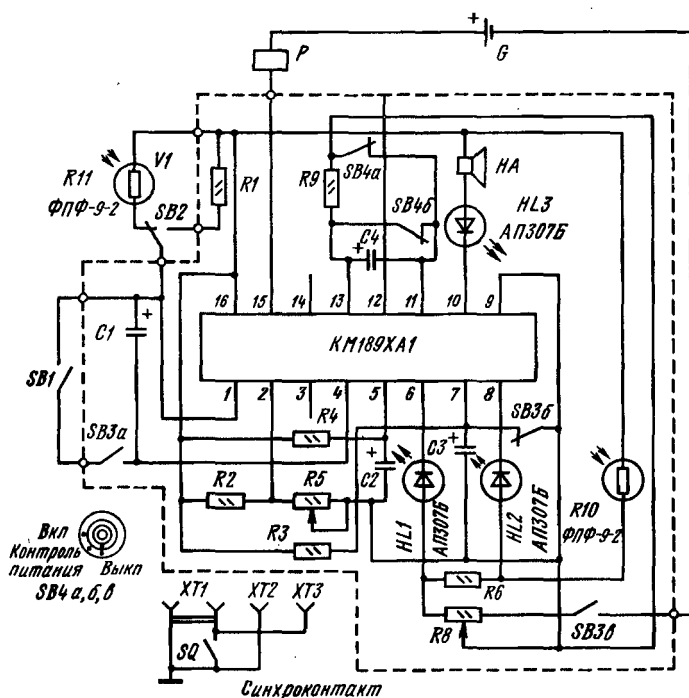 +
P
G
V1
R11
ФПФ-9-2
SB2
R1
R9
SB4а
SB4б
+ C4
HA
HL3
АП307Б
16 15 14 13 12 11 10 9
C1 +
КМ189ХА1
SB1
1 2 3 4 5 6 7 8
SB3а
R4
SB3б
+ C2
C3 +
R2
R5
R3
HL1
АП307Б
HL2
АП307Б
R10
ФПФ-9-2
R6
R8
SB3в
Вкл
Контроль
питания
Выкл
SB4 а, б, в
XT1 XT2 XT3
SQ
Синхроконтакт